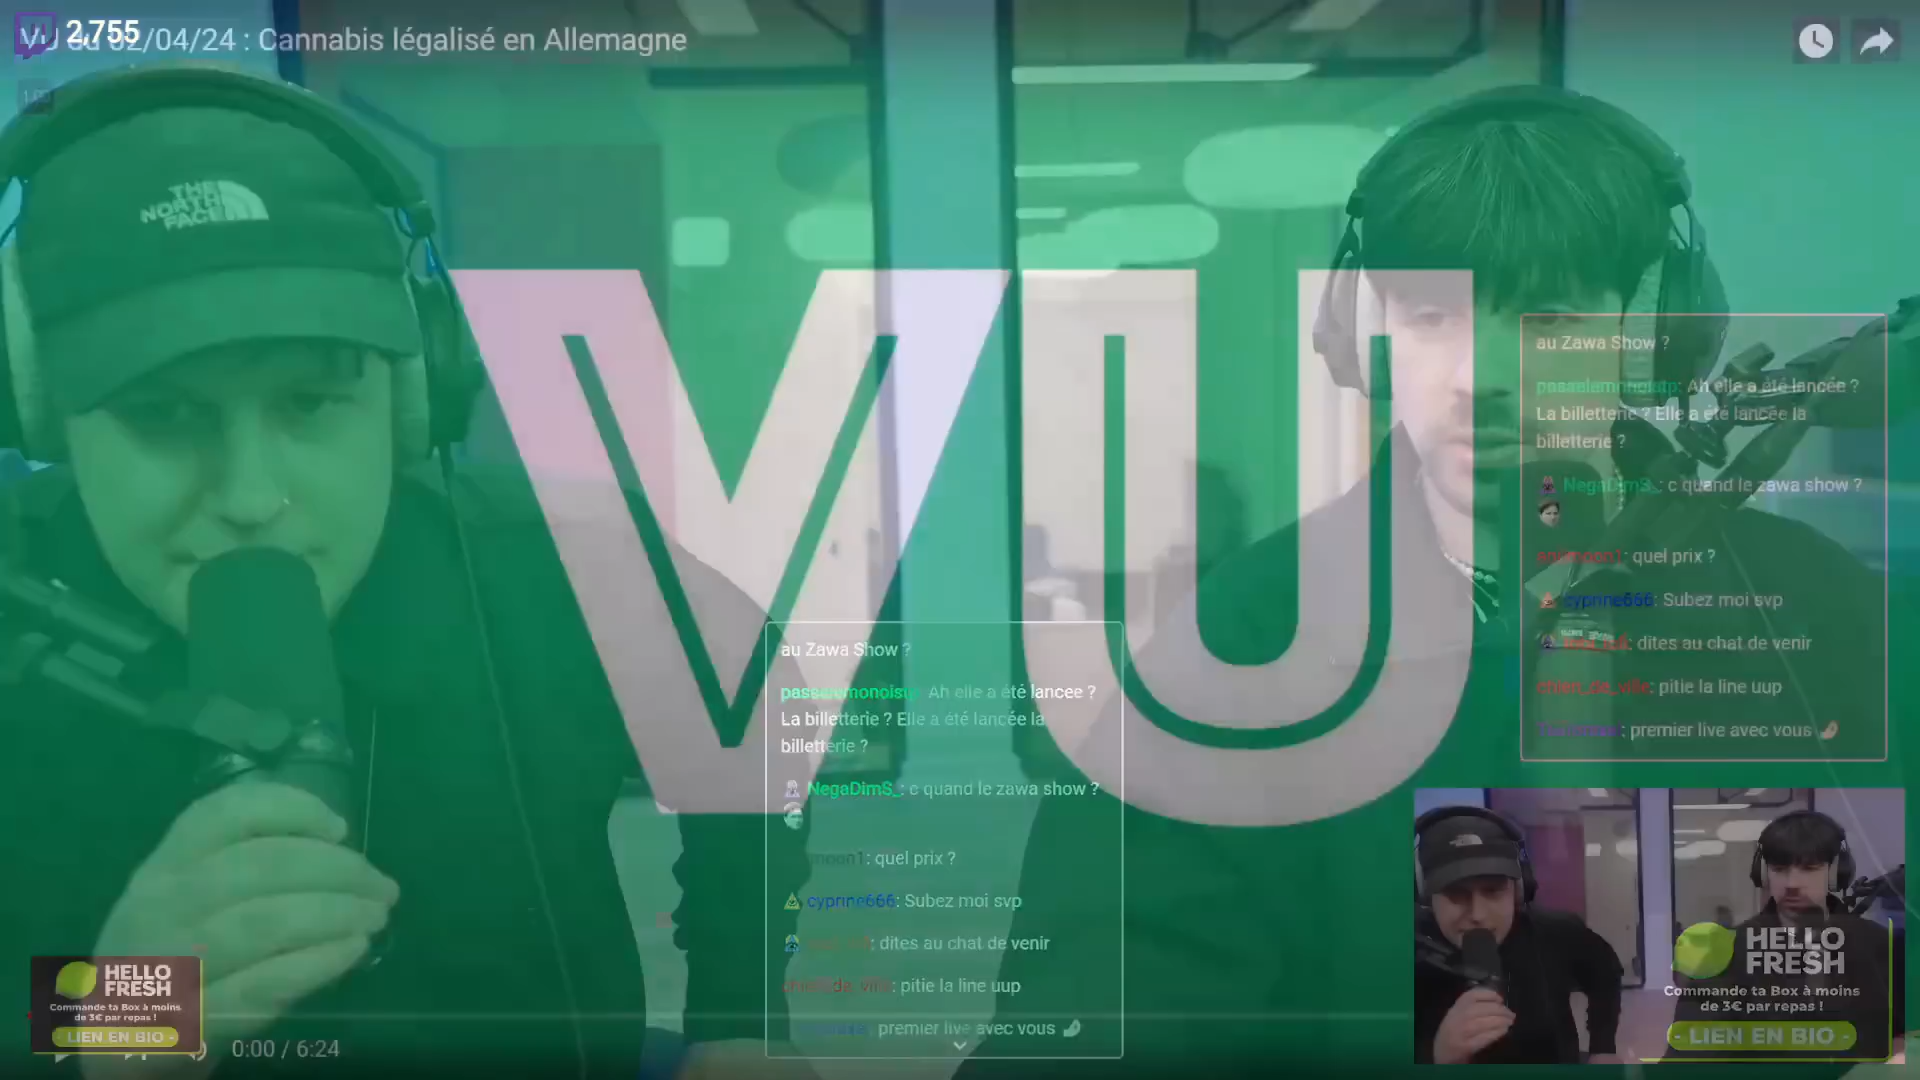 2,755
VU du 02/04/24 : Cannabis légalisé en Allemagne
THE
NORTH
FACE
VU
au Zawa Show ?
Ah elle a été lancée ?
La billetterie ? Elle a été lancée la
billetterie ?
NegaDimS_: c quand le zawa show ?
quel prix ?
cyprine666: Subez moi svp
: dites au chat de venir
chien_de_ville: pitie la line uup
: premier live avec vous
au Zawa Show ?
Ah elle a été lancée ?
La billetterie ? Elle a été lancée la
billetterie ?
NegaDimS_: c quand le zawa show ?
quel prix ?
cyprine666: Subez moi svp
: dites au chat de venir
chien_de_ville: pitie la line uup
: premier live avec vous
HELLO
FRESH
Commande ta Box à moins
de 3€ par repas !
- LIEN EN BIO -
HELLO
FRESH
Commande ta Box à moins
de 3€ par repas !
- LIEN EN BIO -
0:00 / 6:24